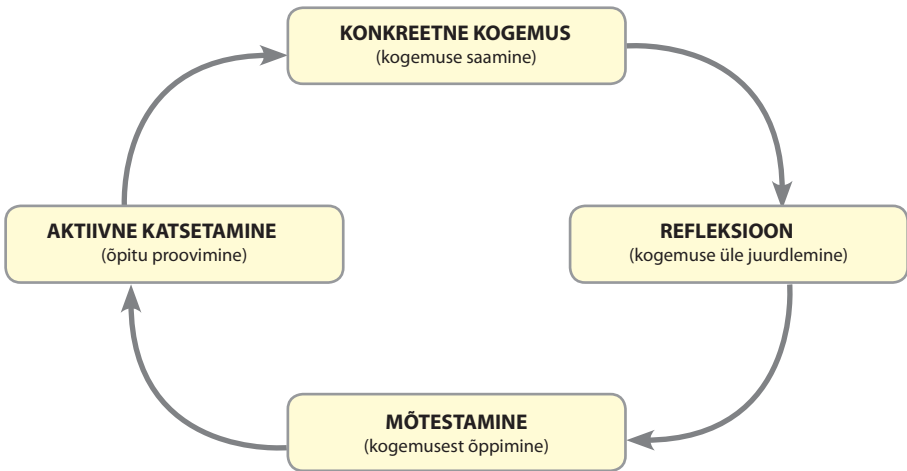 KONKREETNE KOGEMUS
(kogemuse saamine)
AKTIIVNE KATSETAMINE
(õpitu proovimine)
REFLEKSIOON
(kogemuse üle juurdlemine)
MÕTESTAMINE
(kogemusest õppimine)